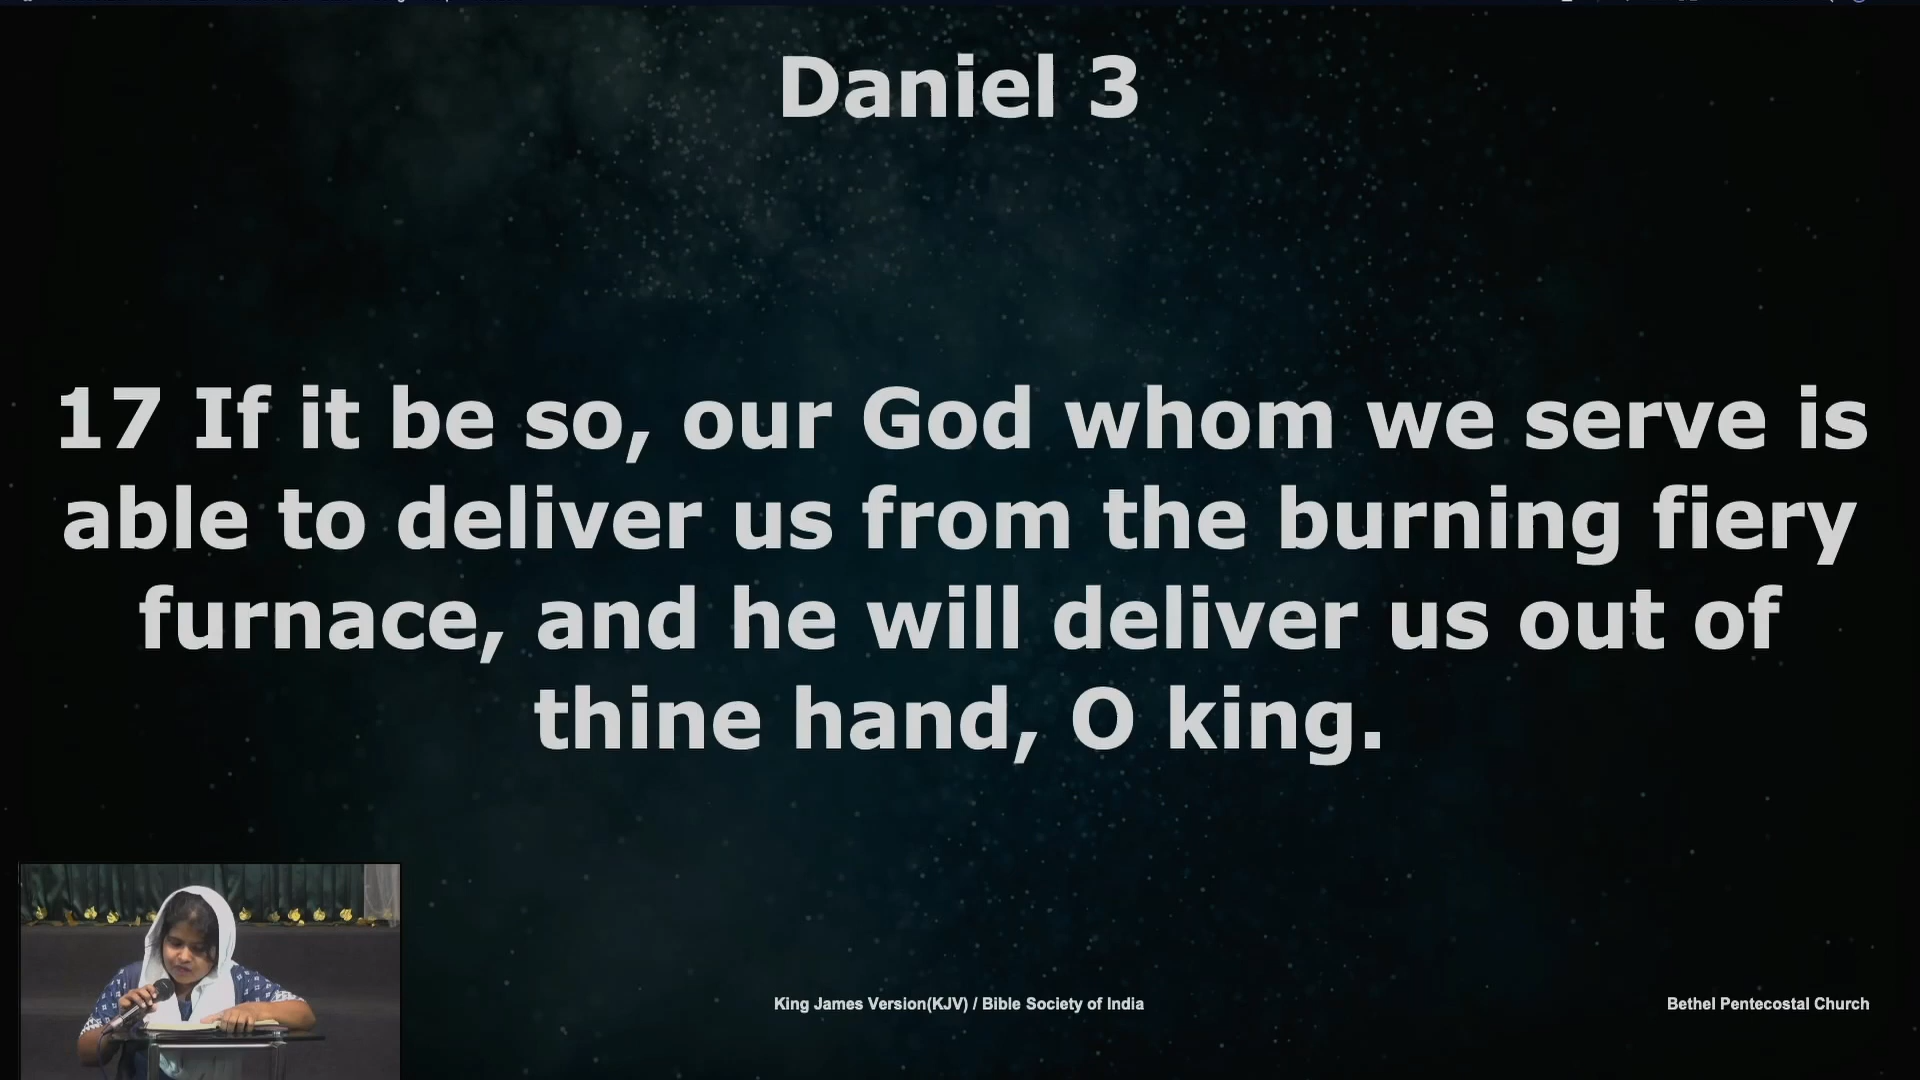 Daniel 3
17 If it be so, our God whom we serve is
able to deliver us from the burning fiery
furnace, and he will deliver us out of
thine hand, O king.
King James Version(KJV) / Bible Society of India
Bethel Pentecostal Church